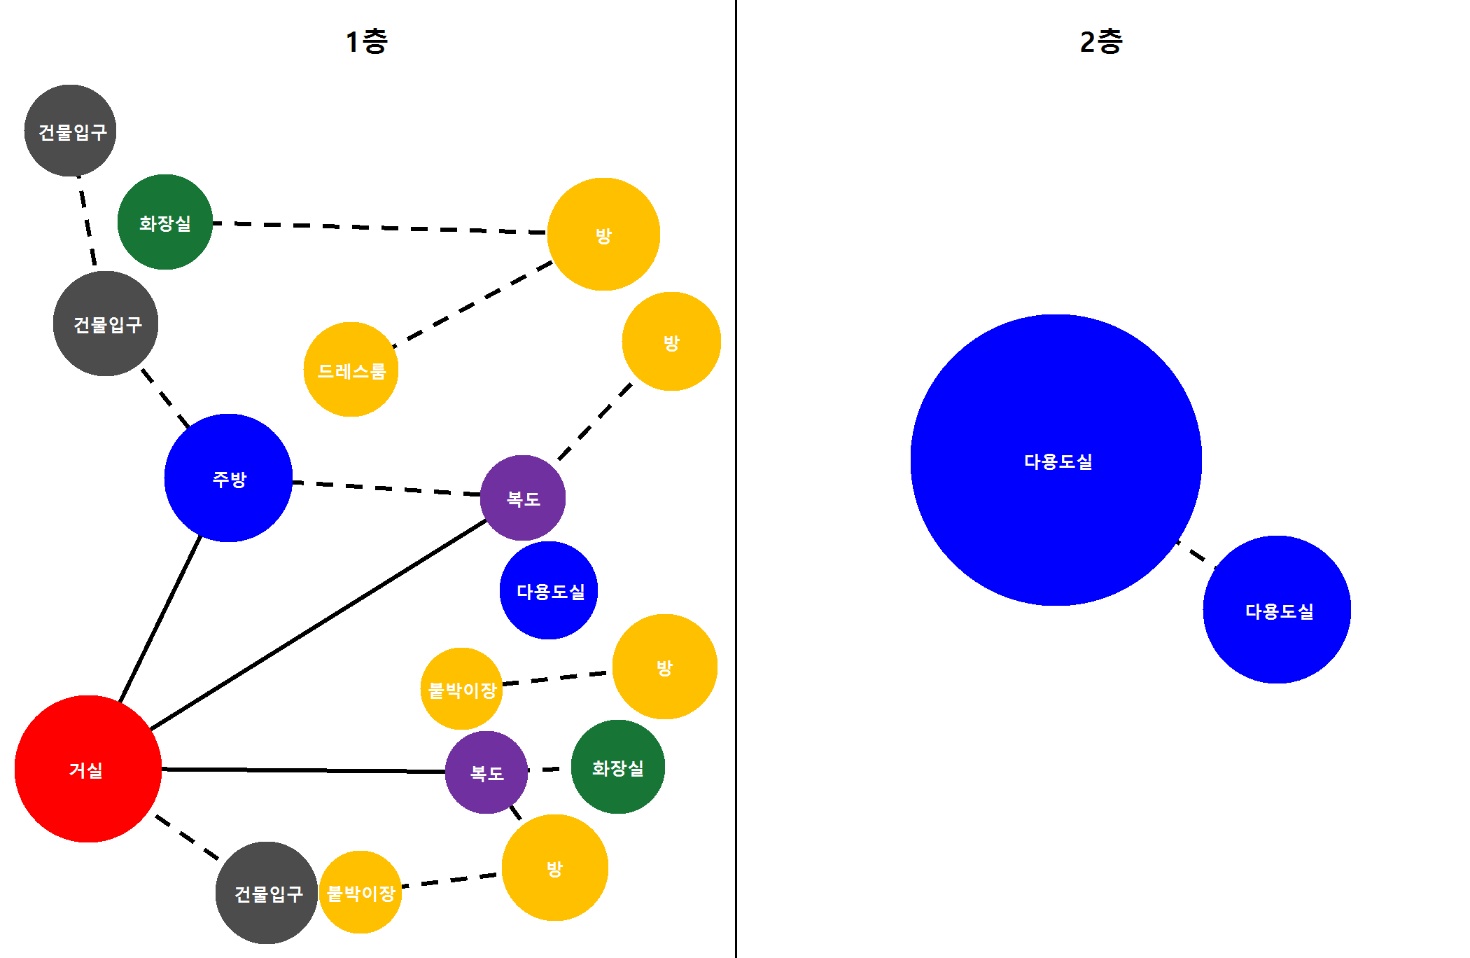 1층
2층
건물입구
화장실
방
건물입구
방
드레스룸
주방
복도
다용도실
다용도실
다용도실
방
붙박이장
거실
복도
화장실
방
건물입구
붙박이장